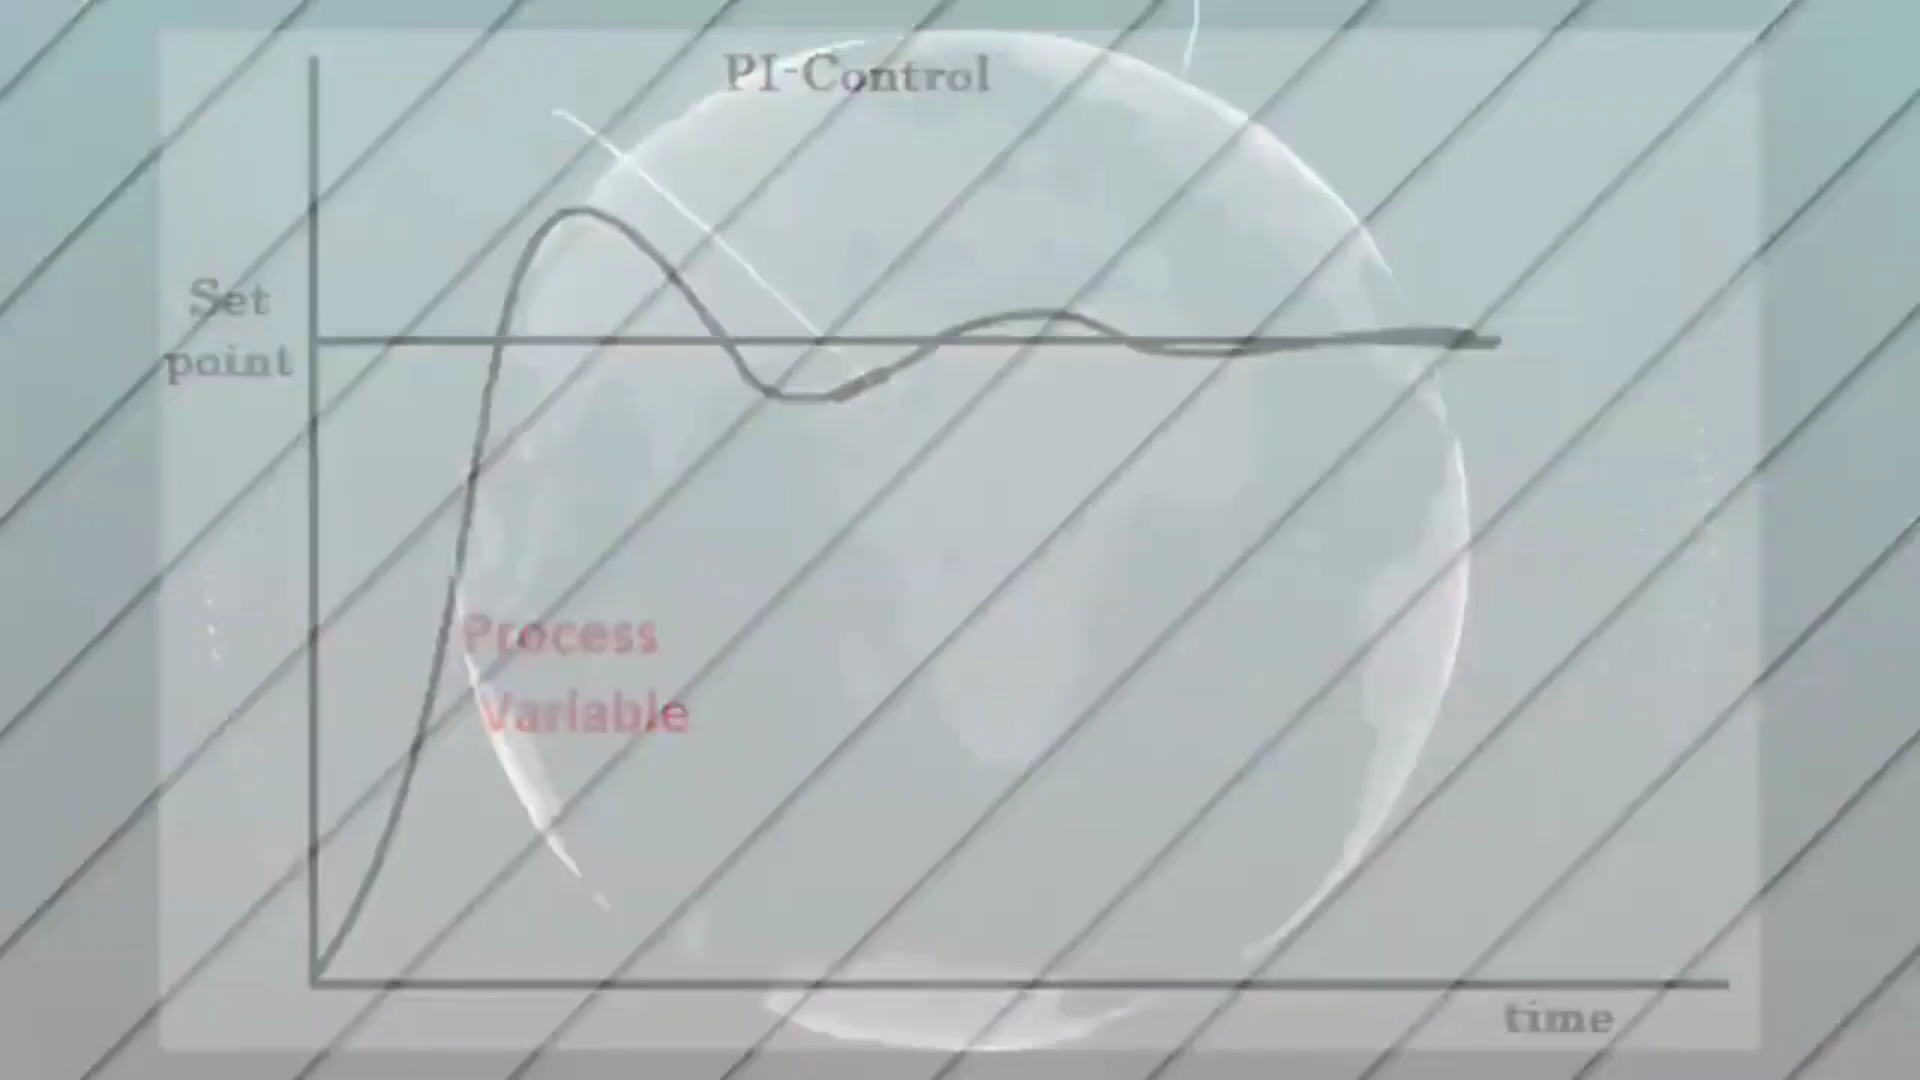 PI-Control
Set
point
Process
Variable
time